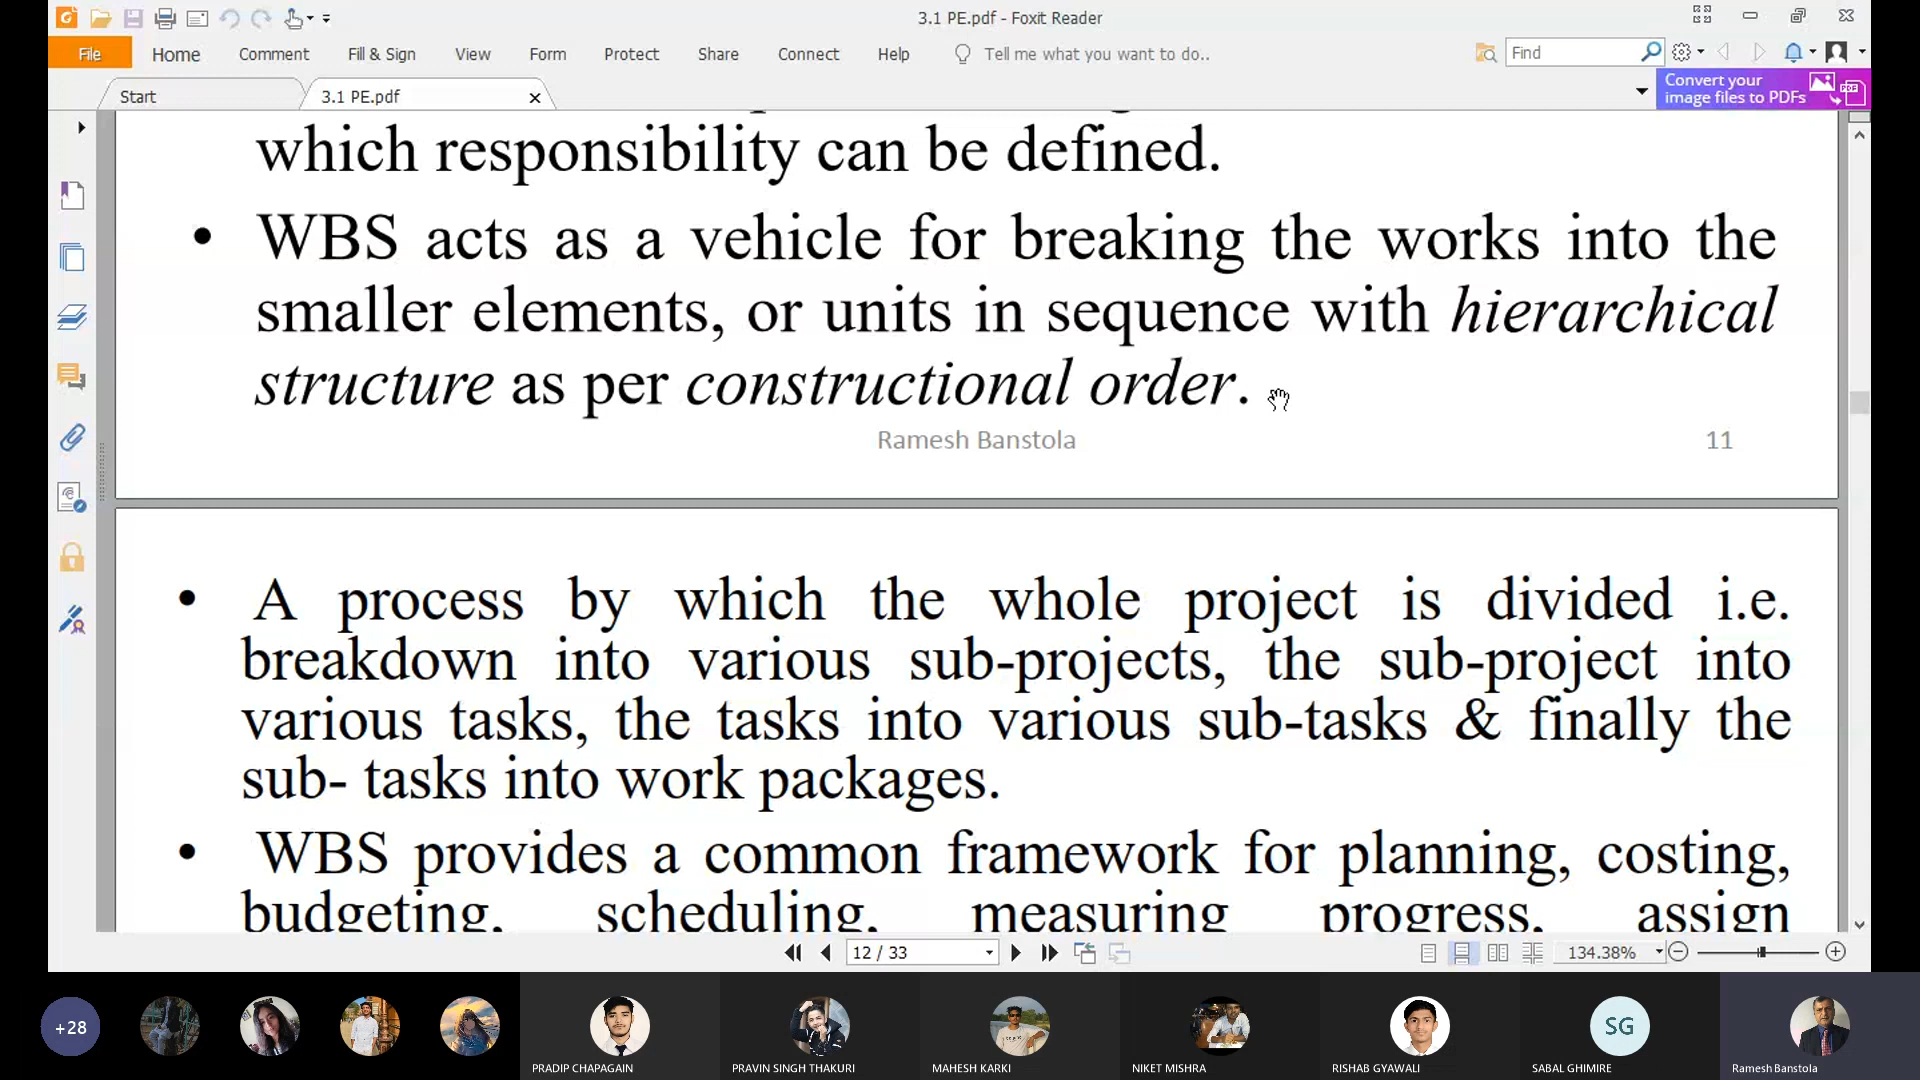 3.1 PE.pdf - Foxit Reader
File Home Comment Fill & Sign View Form Protect Share Connect Help Tell me what you want to do.. Find
Start 3.1 PE.pdf
Convert your
image files to PDFs
which responsibility can be defined.
• WBS acts as a vehicle for breaking the works into the
smaller elements, or units in sequence with hierarchical
structure as per constructional order.
Ramesh Banstola 11
• A process by which the whole project is divided i.e.
breakdown into various sub-projects, the sub-project into
various tasks, the tasks into various sub-tasks & finally the
sub- tasks into work packages.
• WBS provides a common framework for planning, costing,
budgeting, scheduling, measuring progress, assign
12 / 33 134.38%
+28 SG
PRADIP CHAPAGAIN PRAVIN SINGH THAKURI MAHESH KARKI NIKET MISHRA RISHAB GYAWALI SABAL GHIMIRE Ramesh Banstola